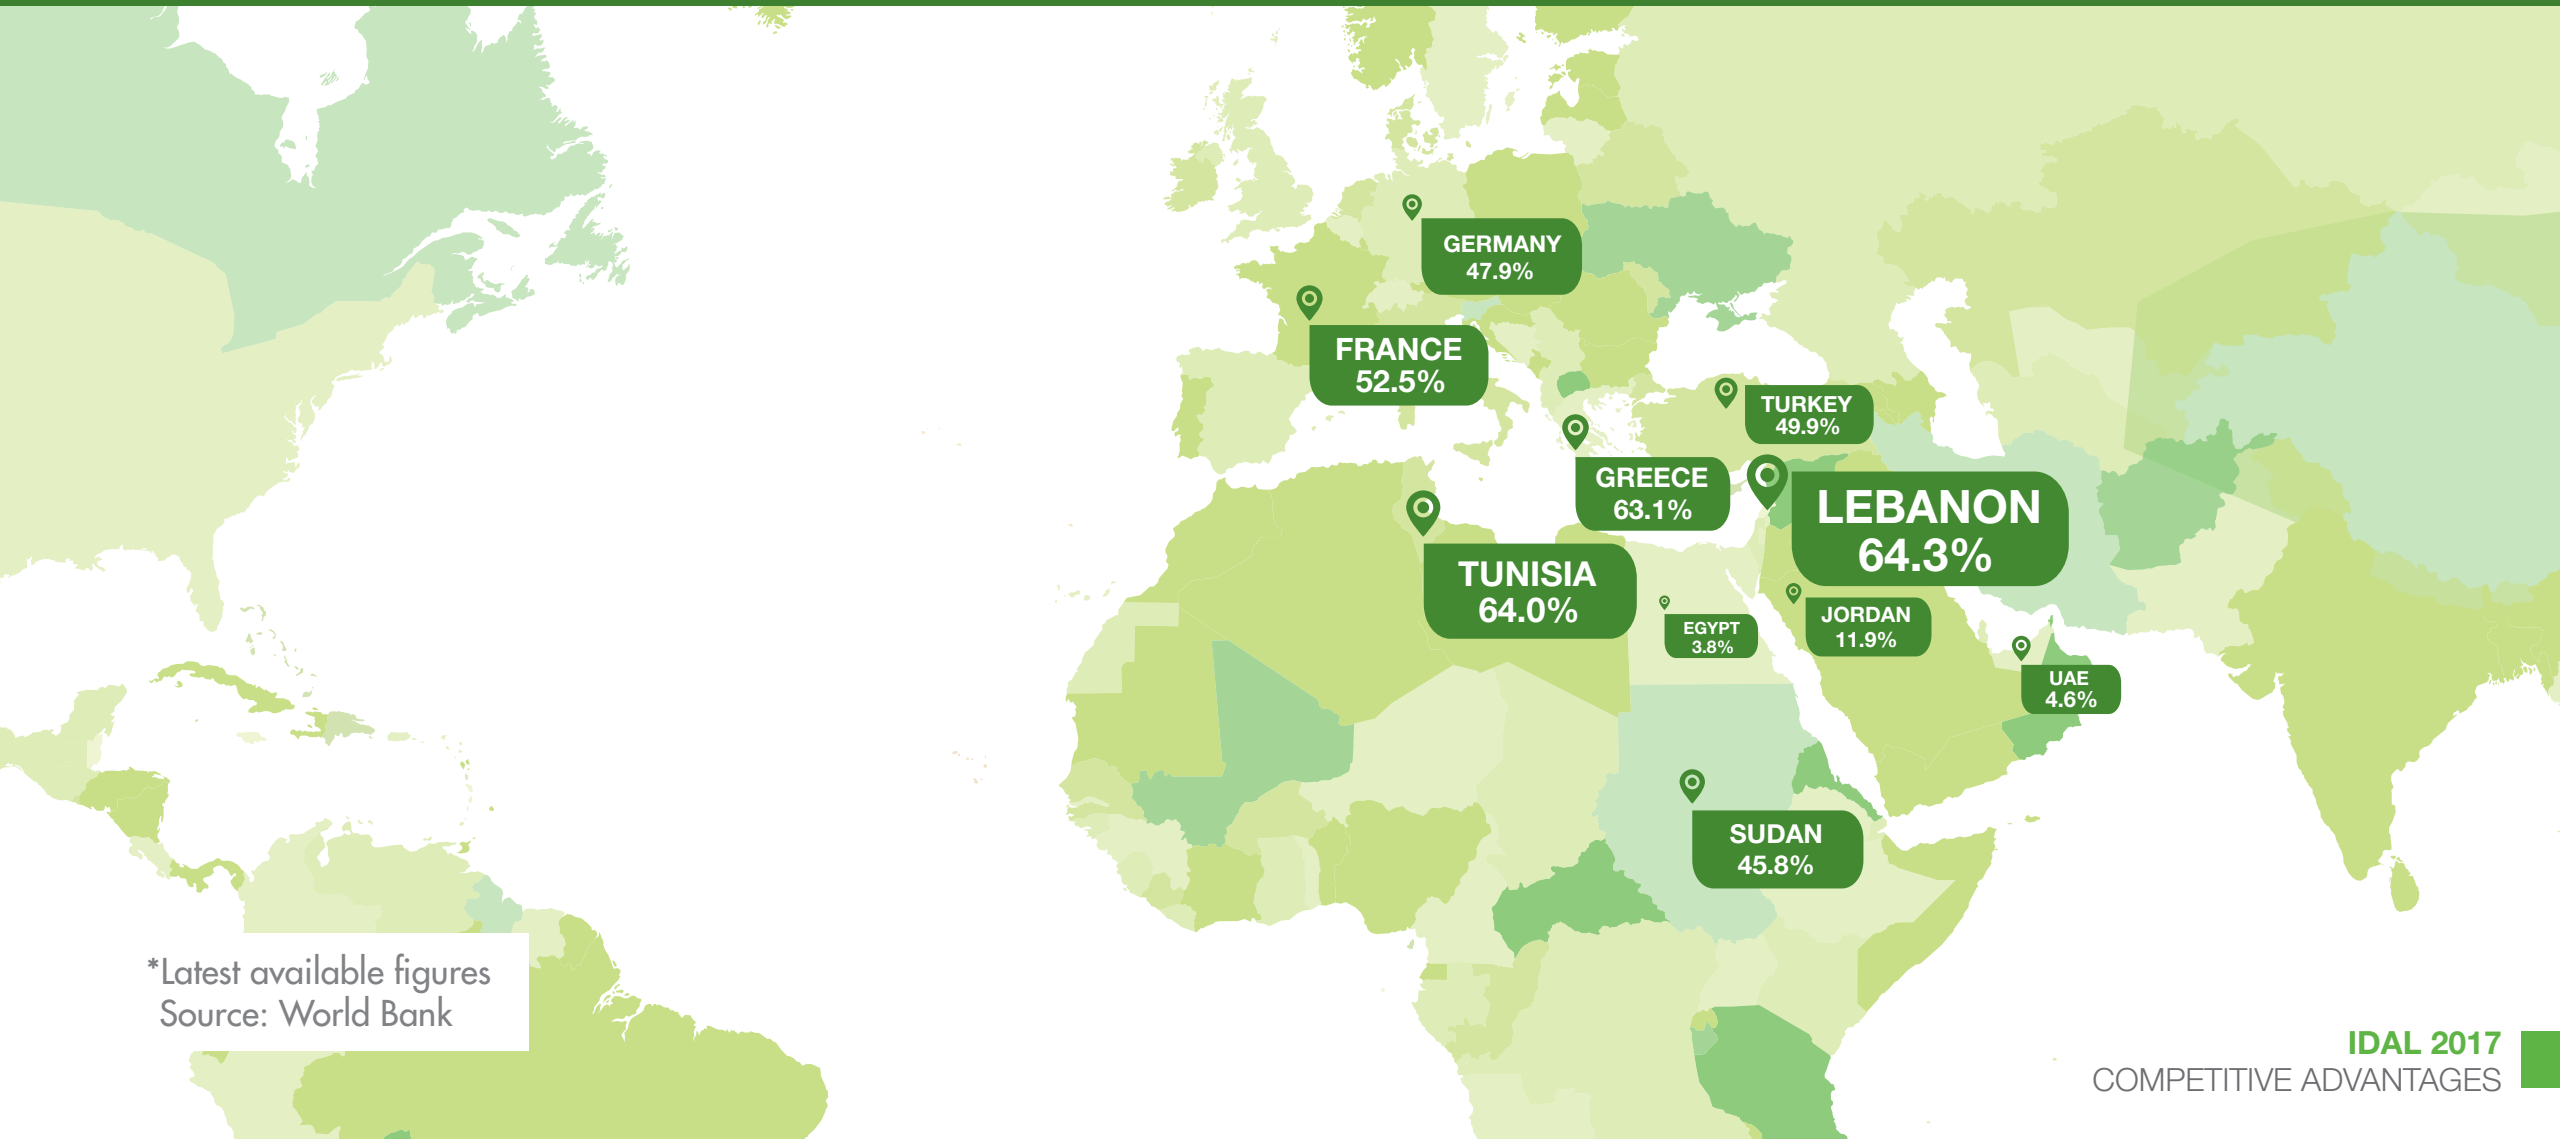 GERMANY
47.9%
FRANCE
52.5%
TURKEY
49.9%
GREECE
63.1%
LEBANON
64.3%
TUNISIA
64.0%
EGYPT
3.8%
JORDAN
11.9%
UAE
4.6%
SUDAN
45.8%
*Latest available figures
Source: World Bank
IDAL 2017
COMPETITIVE ADVANTAGES